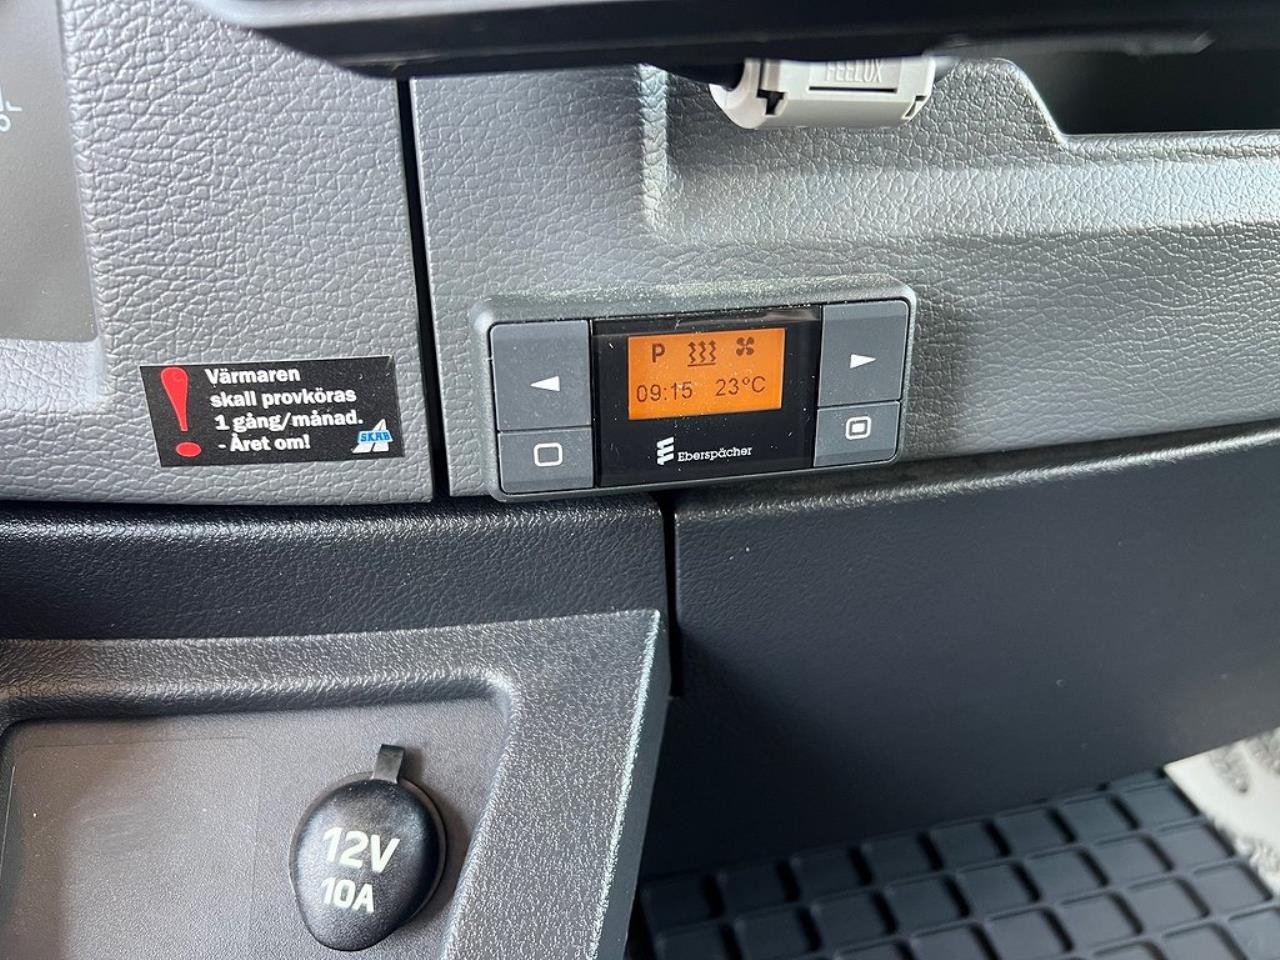 FEELUX
Värmaren
skall provköras
1 gång/månad.
- Året om!
SKAB
P
09:15 23°C
Eberspächer
12V
10A